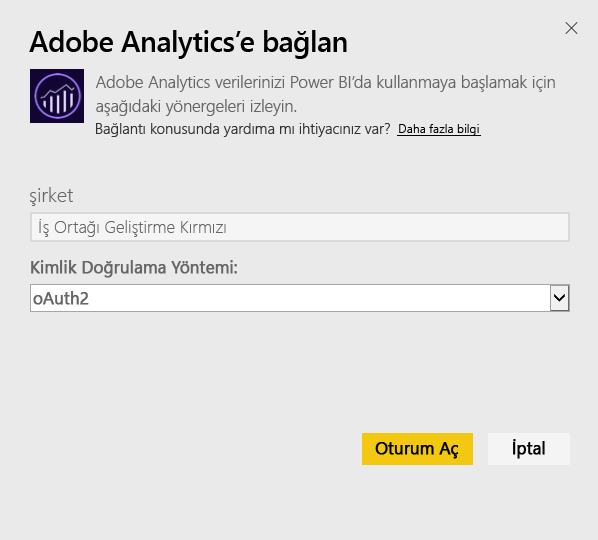 Adobe Analytics’e bağlan
Adobe Analytics verilerinizi Power BI’da kullanmaya başlamak için
aşağıdaki yönergeleri izleyin.
Bağlantı konusunda yardıma mı ihtiyacınız var? Daha fazla bilgi
şirket
İş Ortağı Geliştirme Kırmızı
Kimlik Doğrulama Yöntemi:
oAuth2
Oturum Aç İptal